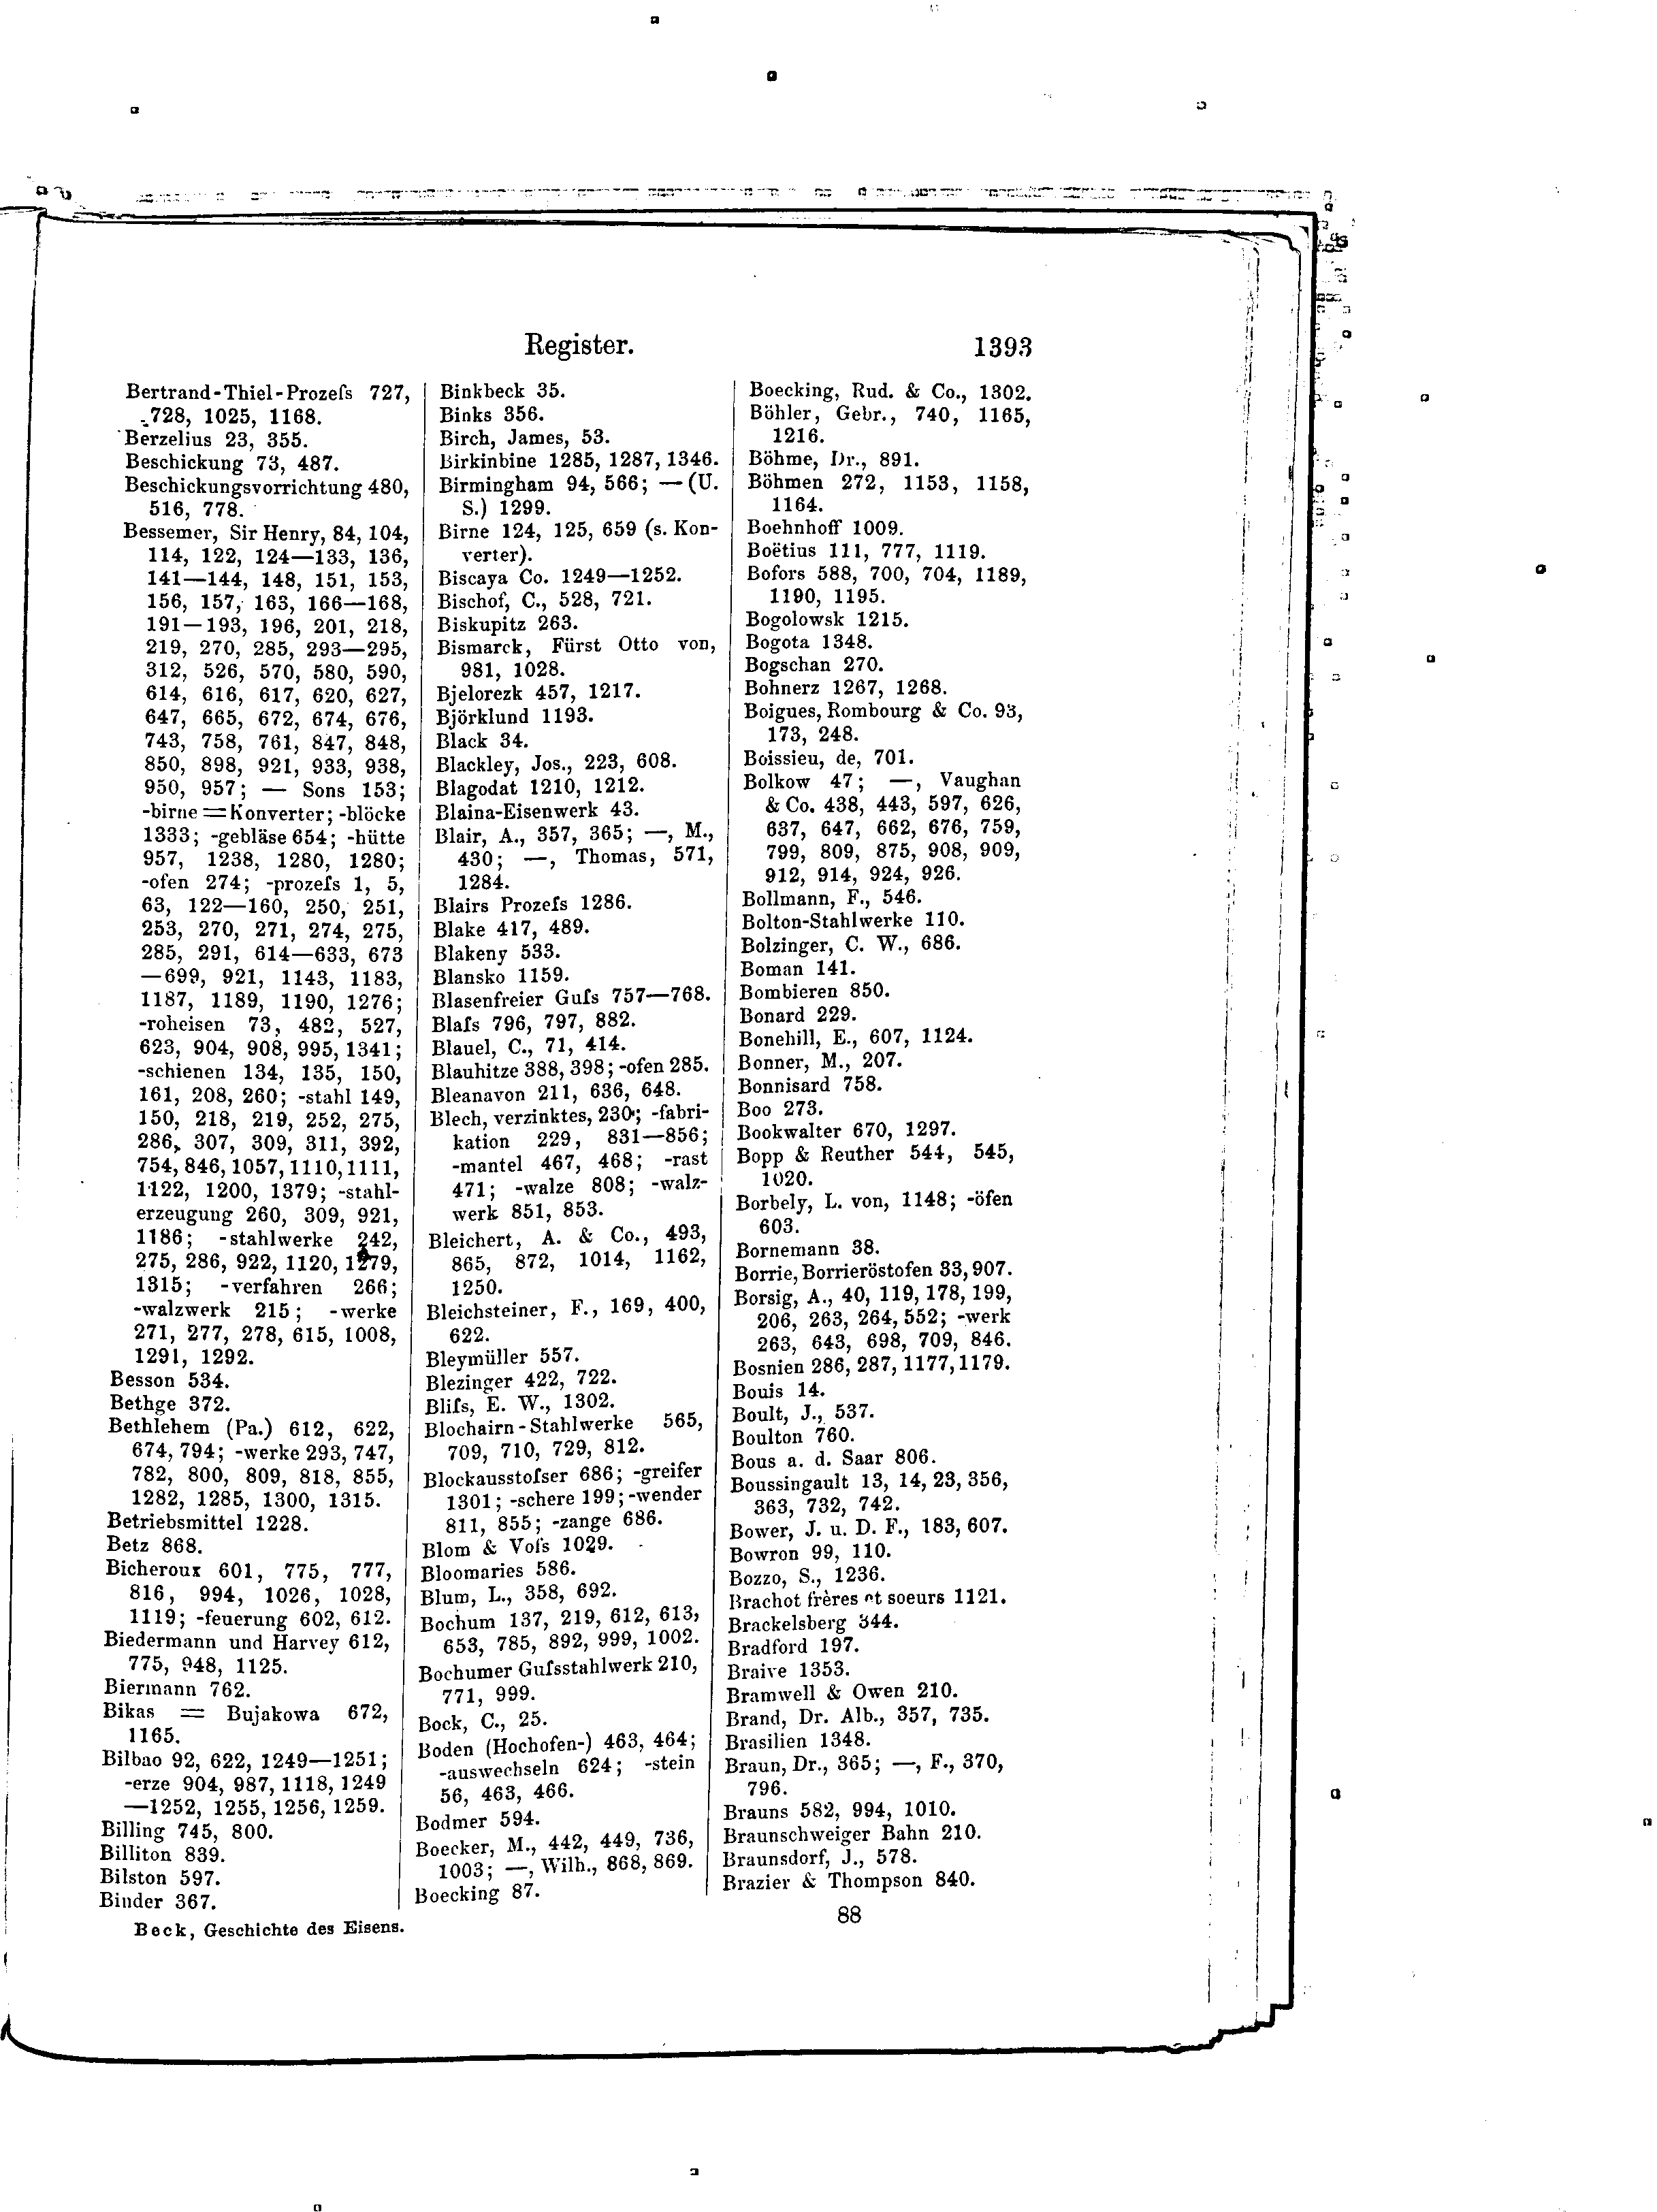 Register. 1393
Bertrand-Thiel-Prozeſs 727,
728, 1025, 1168.
Berzelius 23, 355.
Beschickung 73, 487.
Beschickungsvorrichtung 480,
516, 778.
Bessemer, Sir Henry, 84, 104,
114, 122, 124—133, 136,
141—144, 148, 151, 153,
156, 157, 163, 166—168,
191—193, 196, 201, 218,
219, 270, 285, 293—295,
312, 526, 570, 580, 590,
614, 616, 617, 620, 627,
647, 665, 672, 674, 676,
743, 758, 761, 847, 848,
850, 898, 921, 933, 938,
950, 957; — Sons 153;
-birne = Konverter; -blöcke
1333; -gebläse 654; -hütte
957, 1238, 1280, 1280;
-ofen 274; -prozeſs 1, 5,
63, 122—160, 250, 251,
253, 270, 271, 274, 275,
285, 291, 614—633, 673
—699, 921, 1143, 1183,
1187, 1189, 1190, 1276;
-roheisen 73, 482, 527,
623, 904, 908, 995, 1341;
-schienen 134, 135, 150,
161, 208, 260; -stahl 149,
150, 218, 219, 252, 275,
286, 307, 309, 311, 392,
754, 846, 1057, 1110, 1111,
1122, 1200, 1379; -stahl-
erzeugung 260, 309, 921,
1186; -stahlwerke 242,
275, 286, 922, 1120, 1279,
1315; -verfahren 266;
-walzwerk 215; -werke
271, 277, 278, 615, 1008,
1291, 1292.
Besson 534.
Bethge 372.
Bethlehem (Pa.) 612, 622,
674, 794; -werke 293, 747,
782, 800, 809, 818, 855,
1282, 1285, 1300, 1315.
Betriebsmittel 1228.
Betz 868.
Bicheroux 601, 775, 777,
816, 994, 1026, 1028,
1119; -feuerung 602, 612.
Biedermann und Harvey 612,
775, 948, 1125.
Biermann 762.
Bikas = Bujakowa 672,
1165.
Bilbao 92, 622, 1249—1251;
-erze 904, 987, 1118, 1249
—1252, 1255, 1256, 1259.
Billing 745, 800.
Billiton 839.
Bilston 597.
Binder 367.
Binkbeck 35.
Binks 356.
Birch, James, 53.
Birkinbine 1285, 1287, 1346.
Birmingham 94, 566; — (U.
S.) 1299.
Birne 124, 125, 659 (s. Kon-
verter).
Biscaya Co. 1249—1252.
Bischof, C., 528, 721.
Biskupitz 263.
Bismarck, Fürst Otto von,
981, 1028.
Bjelorezk 457, 1217.
Björklund 1193.
Black 34.
Blackley, Jos., 223, 608.
Blagodat 1210, 1212.
Blaina-Eisenwerk 43.
Blair, A., 357, 365; —, M.,
430; —, Thomas, 571,
1284.
Blairs Prozeſs 1286.
Blake 417, 489.
Blakeny 533.
Blansko 1159.
Blasenfreier Guſs 757—768.
Blaſs 796, 797, 882.
Blauel, C., 71, 414.
Blauhitze 388, 398; -ofen 285.
Bleanavon 211, 636, 648.
Blech, verzinktes, 230; -fabri-
kation 229, 831—856;
-mantel 467, 468; -rast
471; -walze 808; -walz-
werk 851, 853.
Bleichert, A. & Co., 493,
865, 872, 1014, 1162,
1250.
Bleichsteiner, F., 169, 400,
622.
Bleymüller 557.
Blezinger 422, 722.
Bliſs, E. W., 1302.
Blochairn-Stahlwerke 565,
709, 710, 729, 812.
Blockausstoſser 686; -greifer
1301; -schere 199; -wender
811, 855; -zange 686.
Blom & Voſs 1029.
Bloomaries 586.
Blum, L., 358, 692.
Bochum 137, 219, 612, 613,
653, 785, 892, 999, 1002.
Bochumer Guſsstahlwerk 210,
771, 999.
Bock, C., 25.
Boden (Hochofen-) 463, 464;
-auswechseln 624; -stein
56, 463, 466.
Bodmer 594.
Boecker, M., 442, 449, 736,
1003; —, Wilh., 868, 869.
Boecking 87.
Boecking, Rud. & Co., 1302.
Böhler, Gebr., 740, 1165,
1216.
Böhme, Dr., 891.
Böhmen 272, 1153, 1158,
1164.
Boehnhoff 1009.
Boëtius 111, 777, 1119.
Bofors 588, 700, 704, 1189,
1190, 1195.
Bogolowsk 1215.
Bogota 1348.
Bogschan 270.
Bohnerz 1267, 1268.
Boigues, Rombourg & Co. 93,
173, 248.
Boissieu, de, 701.
Bolkow 47; —, Vaughan
& Co. 438, 443, 597, 626,
637, 647, 662, 676, 759,
799, 809, 875, 908, 909,
912, 914, 924, 926.
Bollmann, F., 546.
Bolton-Stahlwerke 110.
Bolzinger, C. W., 686.
Boman 141.
Bombieren 850.
Bonard 229.
Bonehill, E., 607, 1124.
Bonner, M., 207.
Bonnisard 758.
Boo 273.
Bookwalter 670, 1297.
Bopp & Reuther 544, 545,
1020.
Borbely, L. von, 1148; -öfen
603.
Bornemann 38.
Borrie, Borrieröstofen 33, 907.
Borsig, A., 40, 119, 178, 199,
206, 263, 264, 552; -werk
263, 643, 698, 709, 846.
Bosnien 286, 287, 1177, 1179.
Bouis 14.
Boult, J., 537.
Boulton 760.
Bous a. d. Saar 806.
Boussingault 13, 14, 23, 356,
363, 732, 742.
Bower, J. u. D. F., 183, 607.
Bowron 99, 110.
Bozzo, S., 1236.
Brachot frères et soeurs 1121.
Brackelsberg 344.
Bradford 197.
Braive 1353.
Bramwell & Owen 210.
Brand, Dr. Alb., 357, 735.
Brasilien 1348.
Braun, Dr., 365; —, F., 370,
796.
Brauns 582, 994, 1010.
Braunschweiger Bahn 210.
Braunsdorf, J., 578.
Brazier & Thompson 840.
Beck, Geschichte des Eisens. 88